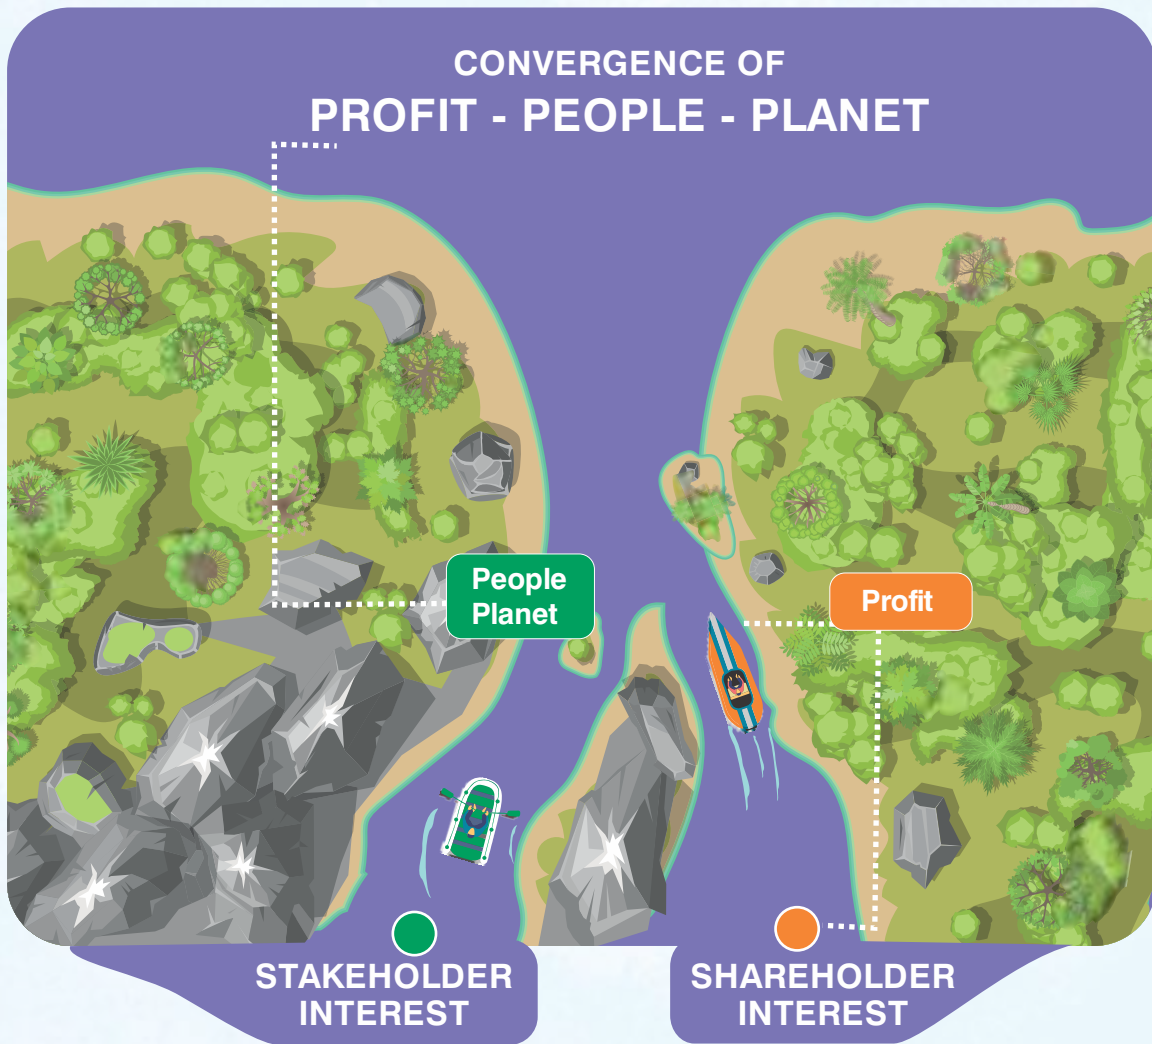 CONVERGENCE OF
PROFIT - PEOPLE - PLANET
People
Planet
Profit
STAKEHOLDER
INTEREST
SHAREHOLDER
INTEREST